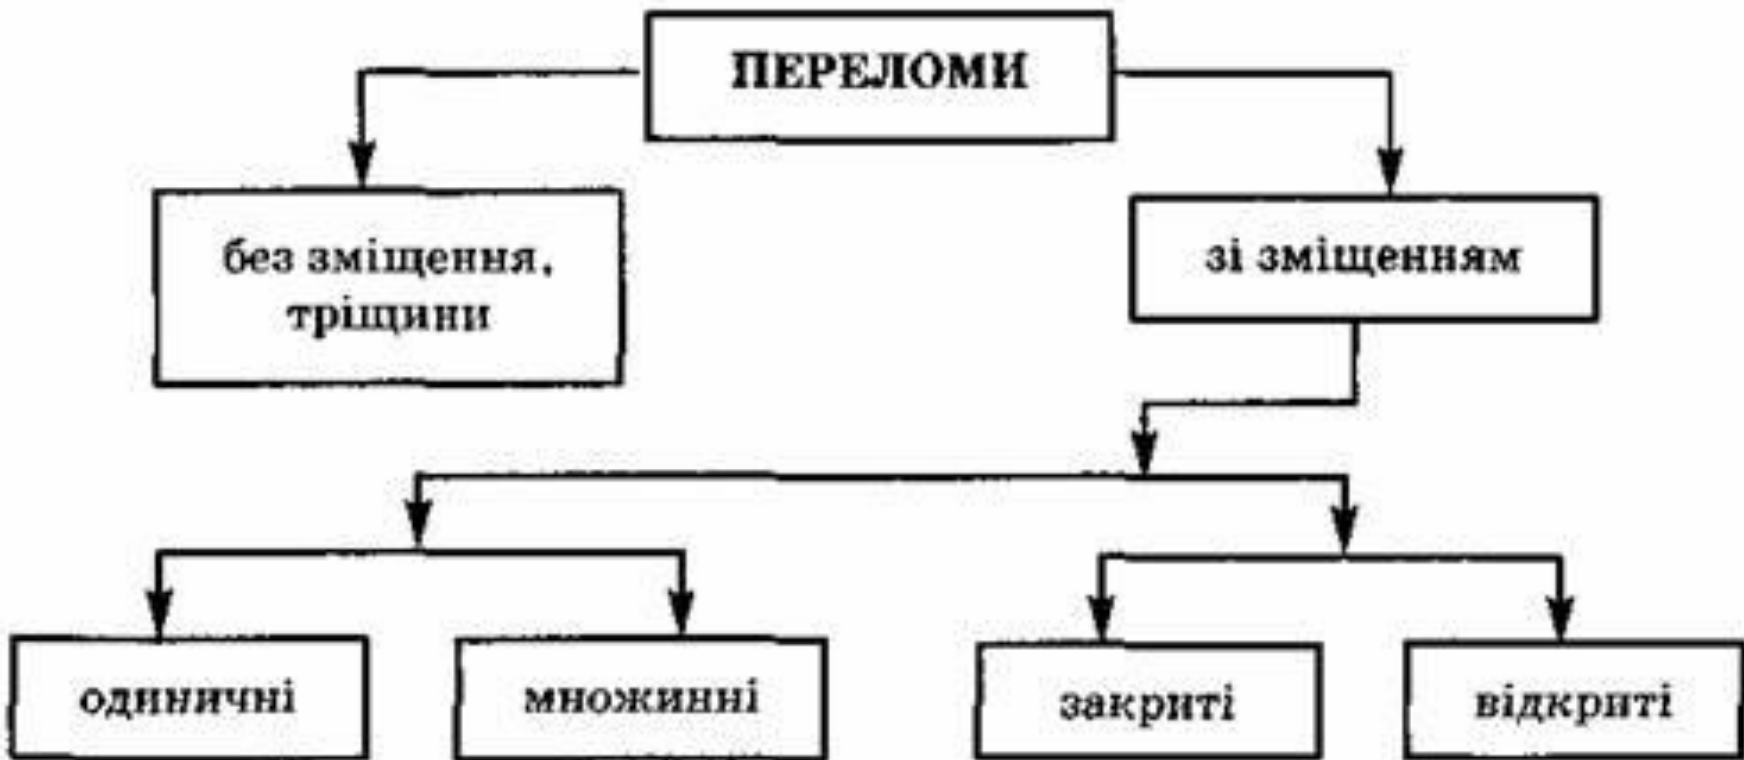 ПЕРЕЛОМИ
без зміщення,
тріщини
зі зміщенням
одиничні
множинні
закриті
відкриті